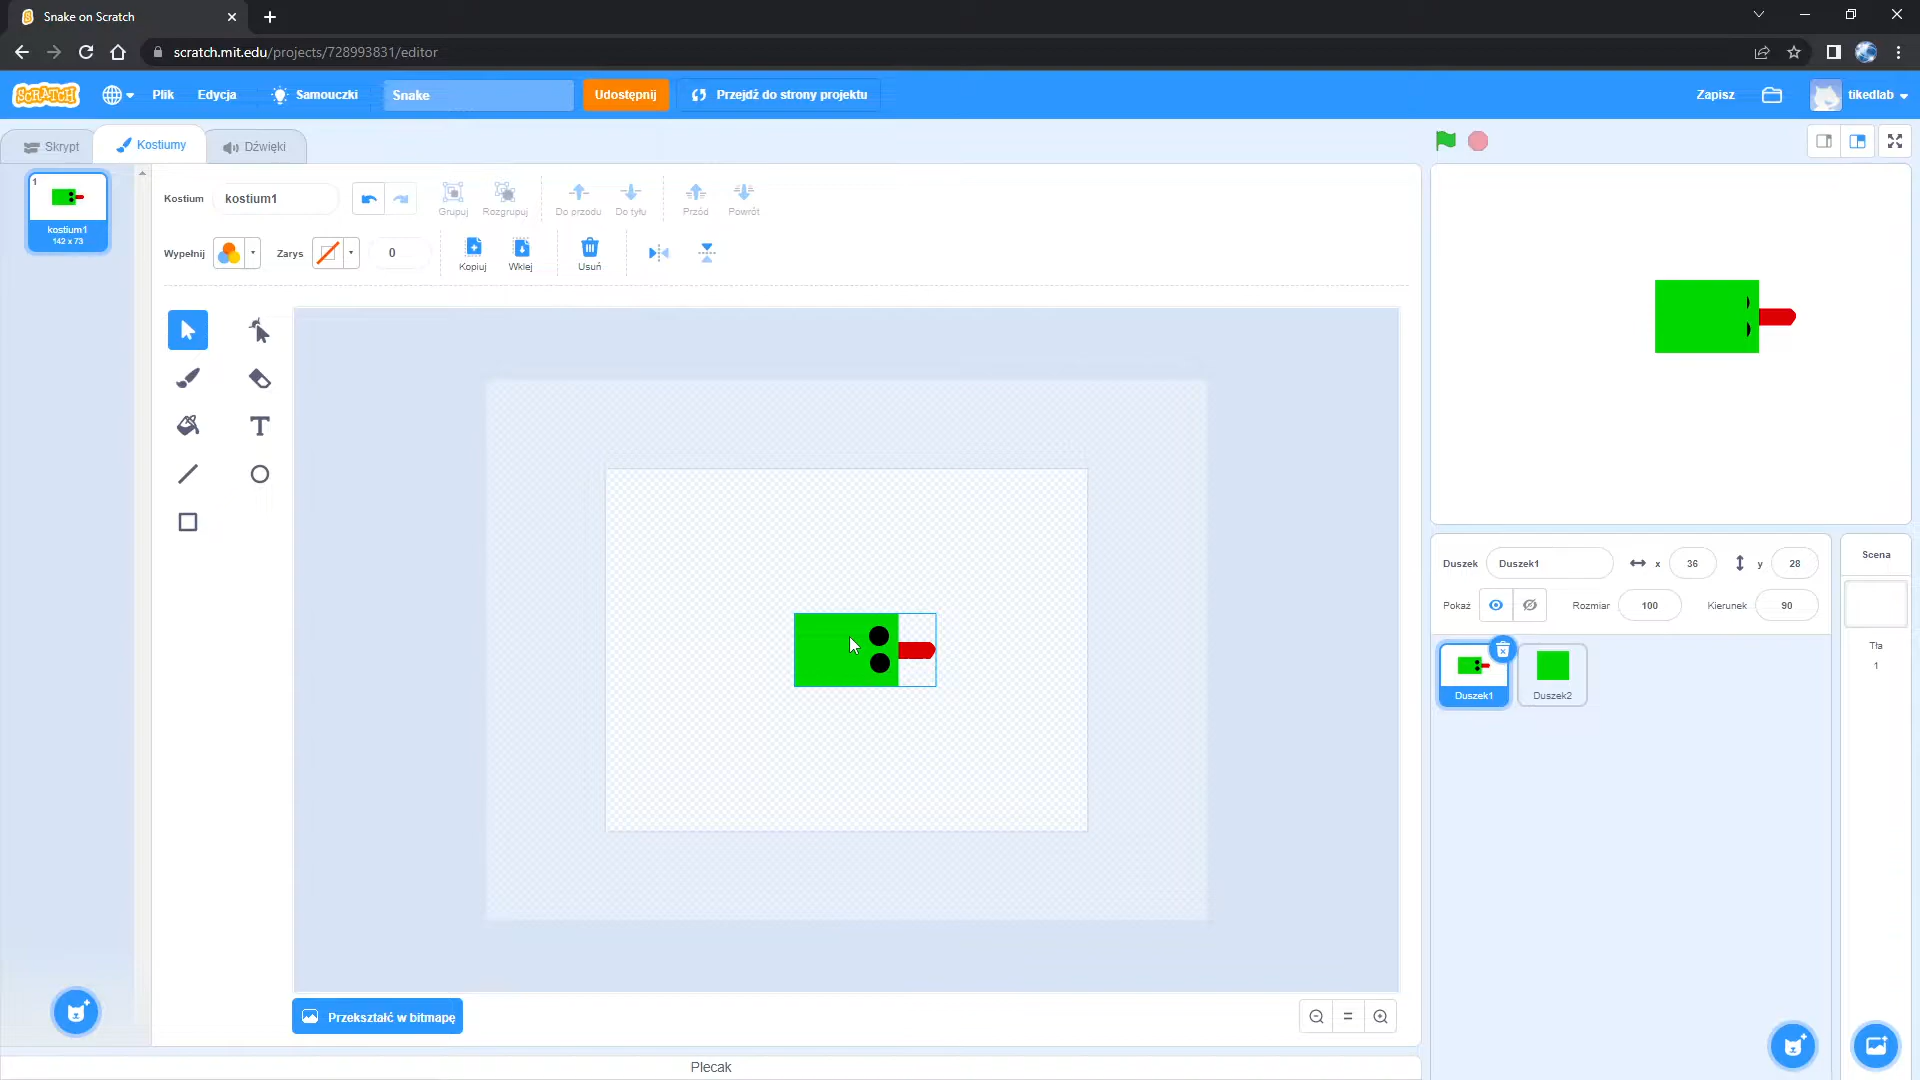 Snake on Scratch
scratch.mit.edu/projects/728993831/editor
SCRATCH
Plik
Edycja
Samouczki
Snake
Udostępnij
Przejdź do strony projektu
Zapisz
tikedlab
Skrypt
Kostiumy
Dźwięki
1
kostium1
142 x 73
Kostium
kostium1
Grupuj
Rozgrupuj
Do przodu
Do tyłu
Przód
Powrót
Wypełnij
Zarys
0
Kopiuj
Wklej
Usuń
T
Przekształć w bitmapę
Plecak
Duszek
Duszek1
x
36
y
28
Pokaż
Rozmiar
100
Kierunek
90
Duszek1
Duszek2
Scena
Tła
1